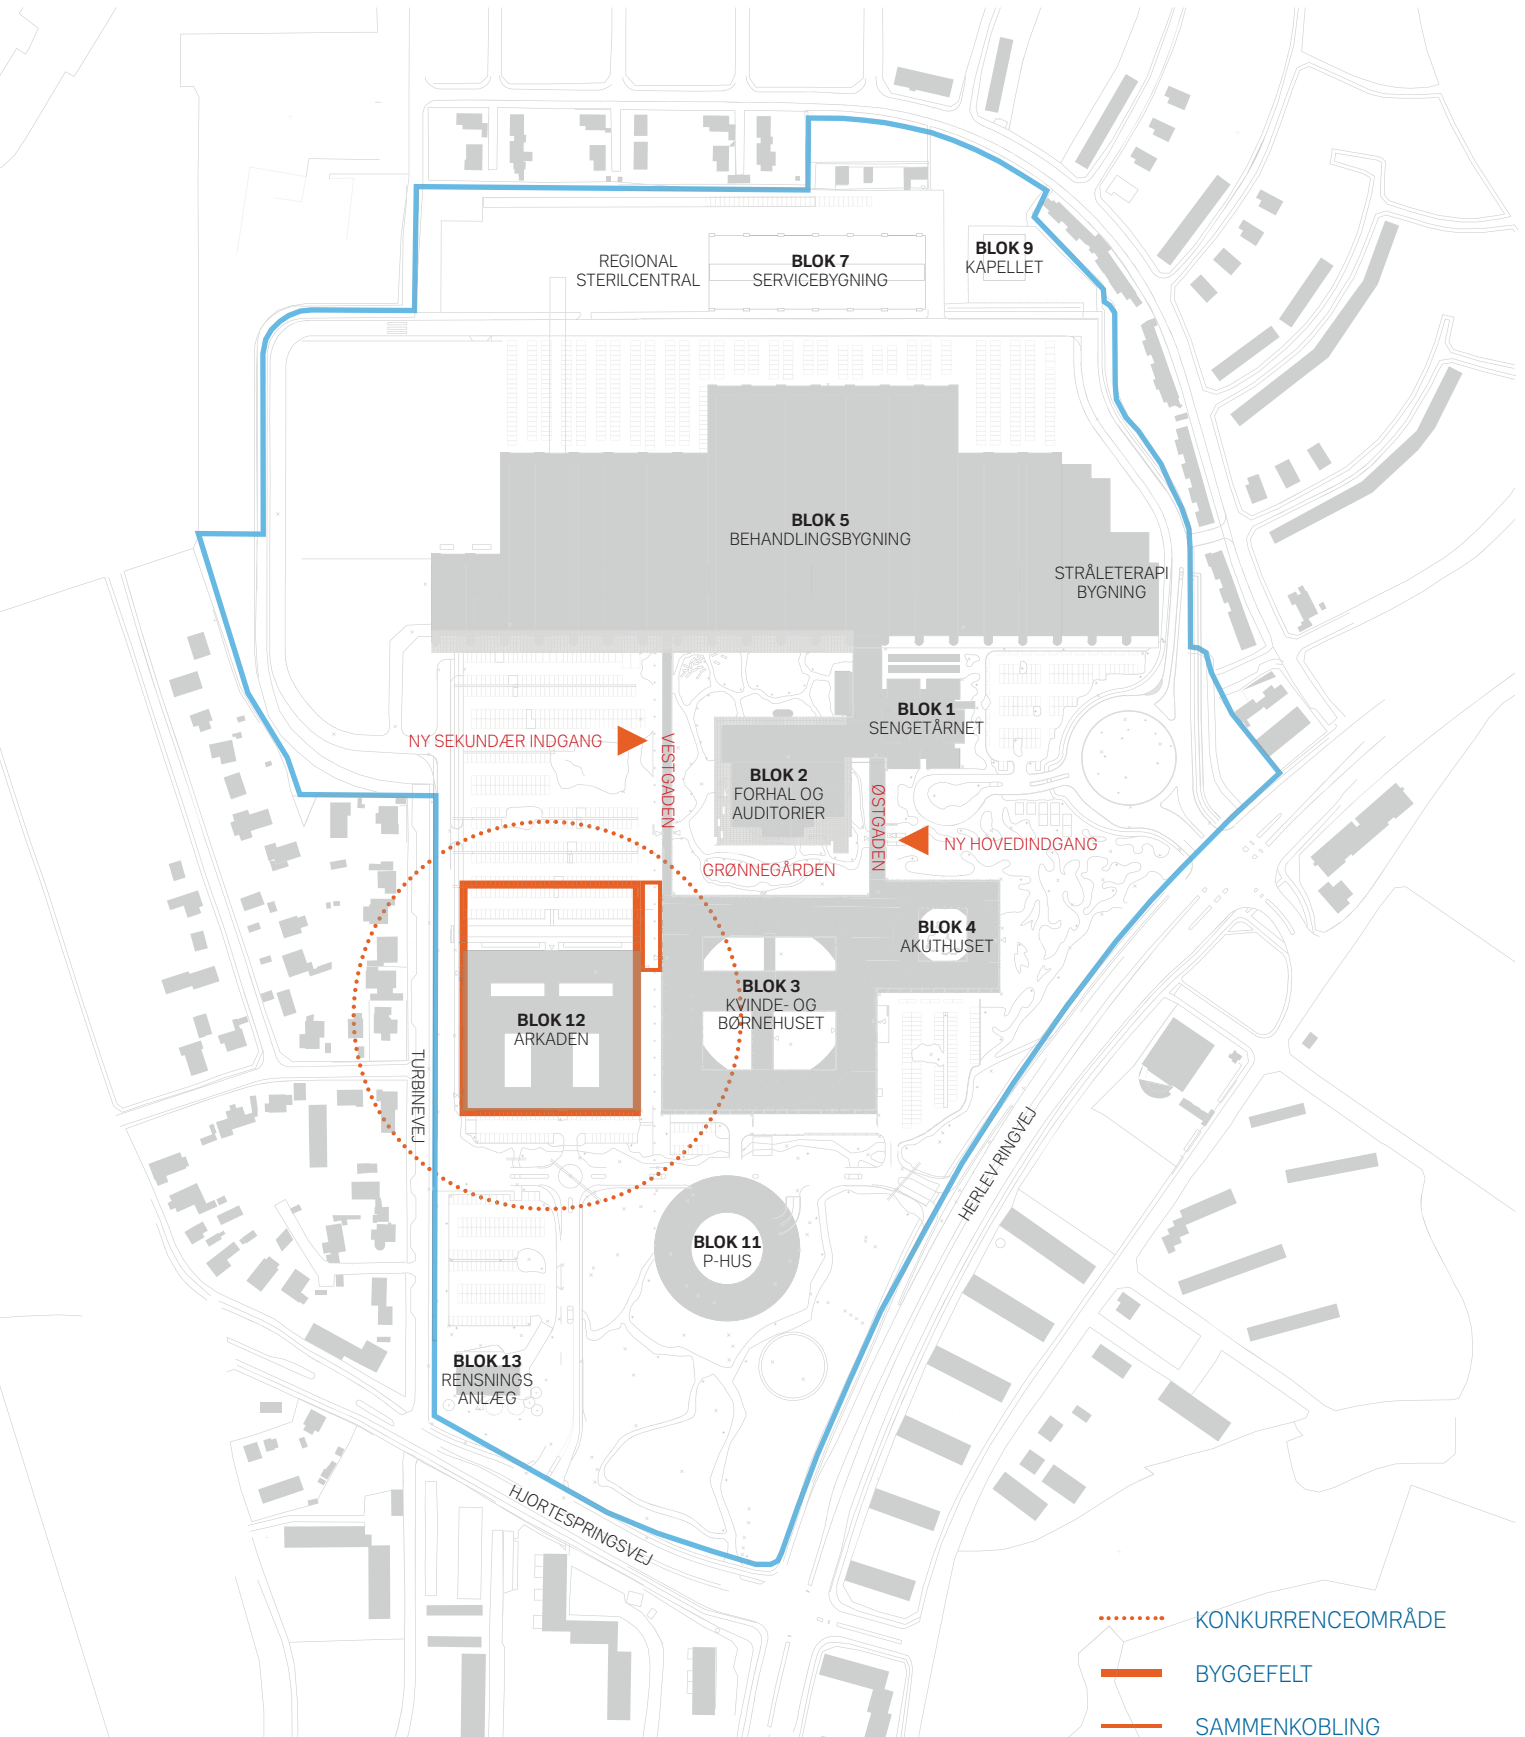 REGIONAL
STERILCENTRAL
BLOK 7
SERVICEBYGNING
BLOK 9
KAPELLET
BLOK 5
BEHANDLINGSBYGNING
STRÅLETERAPI
BYGNING
BLOK 1
SENGETÅRNET
NY SEKUNDÆR INDGANG
VESTGADEN
BLOK 2
FORHAL OG
AUDITORIER
ØSTGADEN
NY HOVEDINDGANG
GRØNNEGÅRDEN
BLOK 4
AKUTHUSET
BLOK 3
KVINDE- OG
BØRNEHUSET
BLOK 12
ARKADEN
TURBINEVEJ
HERLEV RINGVEJ
BLOK 11
P-HUS
BLOK 13
RENSNINGS
ANLÆG
HJORTESPRINGSVEJ
KONKURRENCEOMRÅDE
BYGGEFELT
SAMMENKOBLING